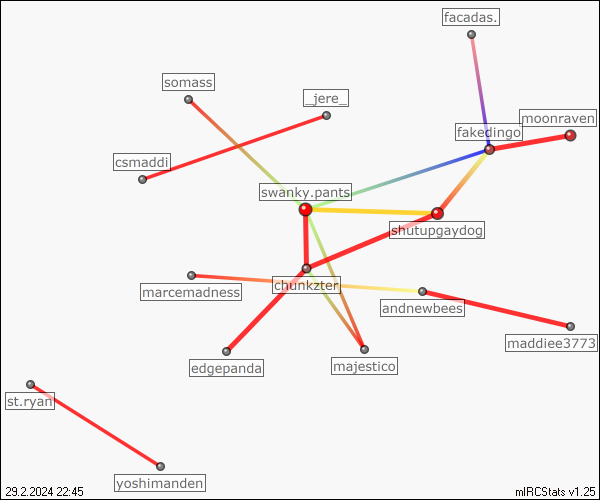 facadas.
somass
_jere_
moonraven
fakedingo
csmaddi
swanky.pants
shutupgaydog
chunkzter
marcemadness
andnewbees
maddiee3773
edgepanda
majestico
st.ryan
yoshimanden
29.2.2024 22:45
mIRCStats v1.25